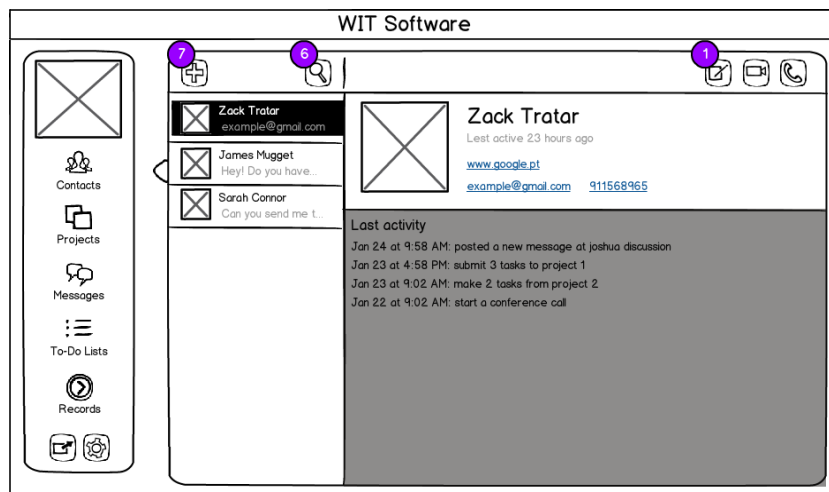 WIT Software
7
6
1
Contacts
Projects
Messages
To-Do Lists
Records
Zack Tratar
example@gmail.com
James Mugget
Hey! Do you have...
Sarah Connor
Can you send me t...
Zack Tratar
Lest active 23 hours ago
www.google.pt
example@gmail.com 911568965
Last activity
Jan 24 at 9:58 AM: posted a new message at joshua discussion
Jan 23 at 4:58 PM: submit 3 tasks to project 1
Jan 23 at 9:02 AM: make 2 tasks from project 2
Jan 22 at 9:02 AM: start a conference call